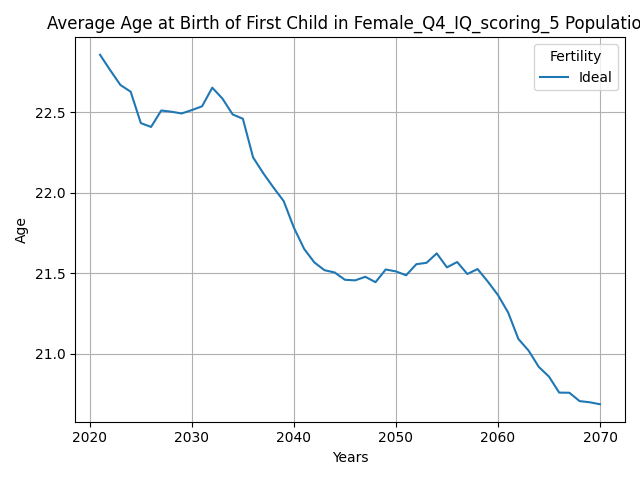 Average Age at Birth of First Child in Female_Q4_IQ_scoring_5 Populatio
Fertility
Ideal
22.5
22.0
21.5
21.0
Age
2020
2030
2040
2050
2060
2070
Years